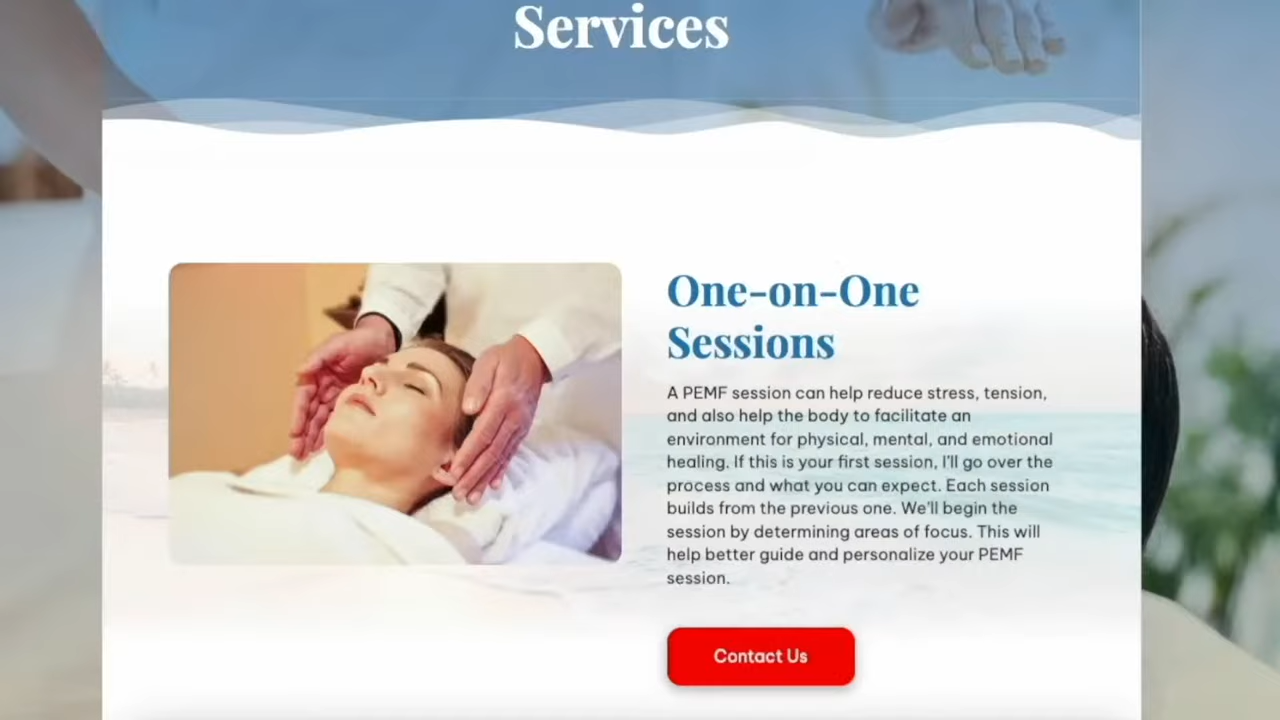 Services
One-on-One
Sessions
A PEMF session can help reduce stress, tension,
and also help the body to facilitate an
environment for physical, mental, and emotional
healing. If this is your first session, I'll go over the
process and what you can expect. Each session
builds from the previous one. We'll begin the
session by determining areas of focus. This will
help better guide and personalize your PEMF
session.
Contact Us